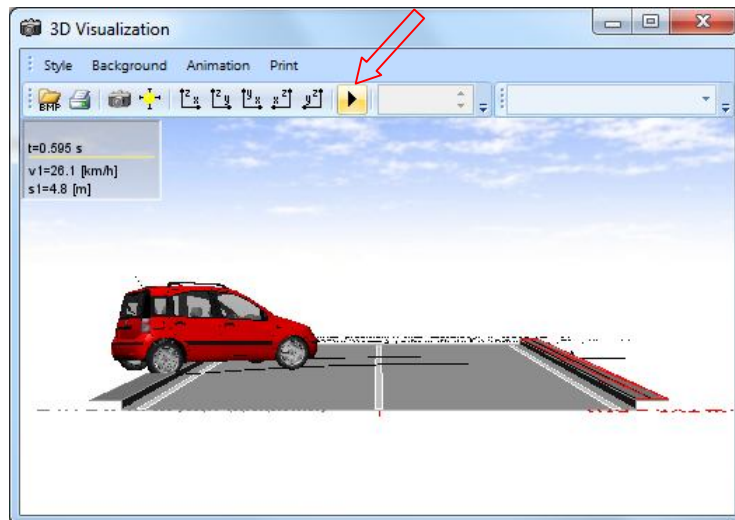 3D Visualization
Style Background Animation Print
BMP z x z y y x x z y z
t=0.595 s
v1=26.1 [km/h]
s1=4.8 [m]